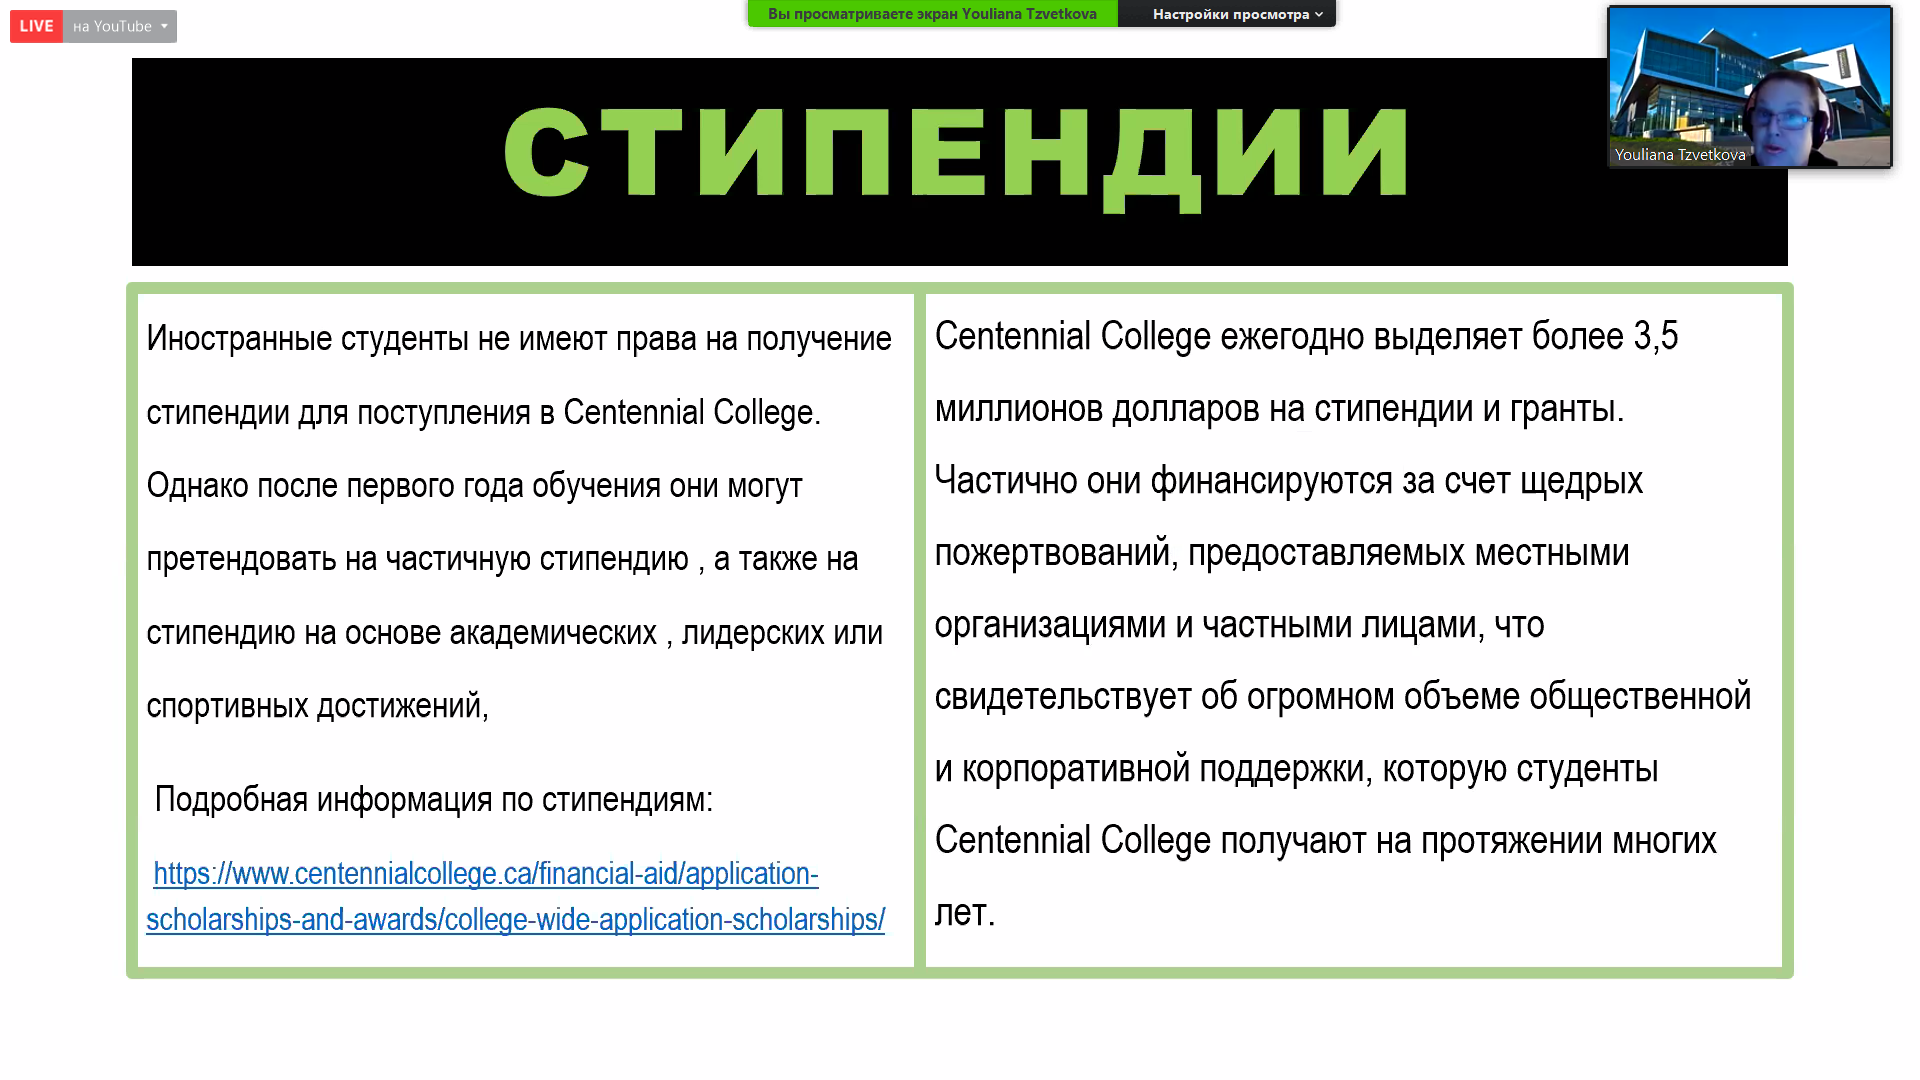 LIVE на YouTube
Вы просматриваете экран Youliana Tzvetkova
Настройки просмотра
СТИПЕНДИИ
Youliana Tzvetkova
Иностранные студенты не имеют права на получение
стипендии для поступления в Centennial College.
Однако после первого года обучения они могут
претендовать на частичную стипендию , а также на
стипендию на основе академических , лидерских или
спортивных достижений,
Подробная информация по стипендиям:
https://www.centennialcollege.ca/financial-aid/application-
scholarships-and-awards/college-wide-application-scholarships/
Centennial College ежегодно выделяет более 3,5
миллионов долларов на стипендии и гранты.
Частично они финансируются за счет щедрых
пожертвований, предоставляемых местными
организациями и частными лицами, что
свидетельствует об огромном объеме общественной
и корпоративной поддержки, которую студенты
Centennial College получают на протяжении многих
лет.